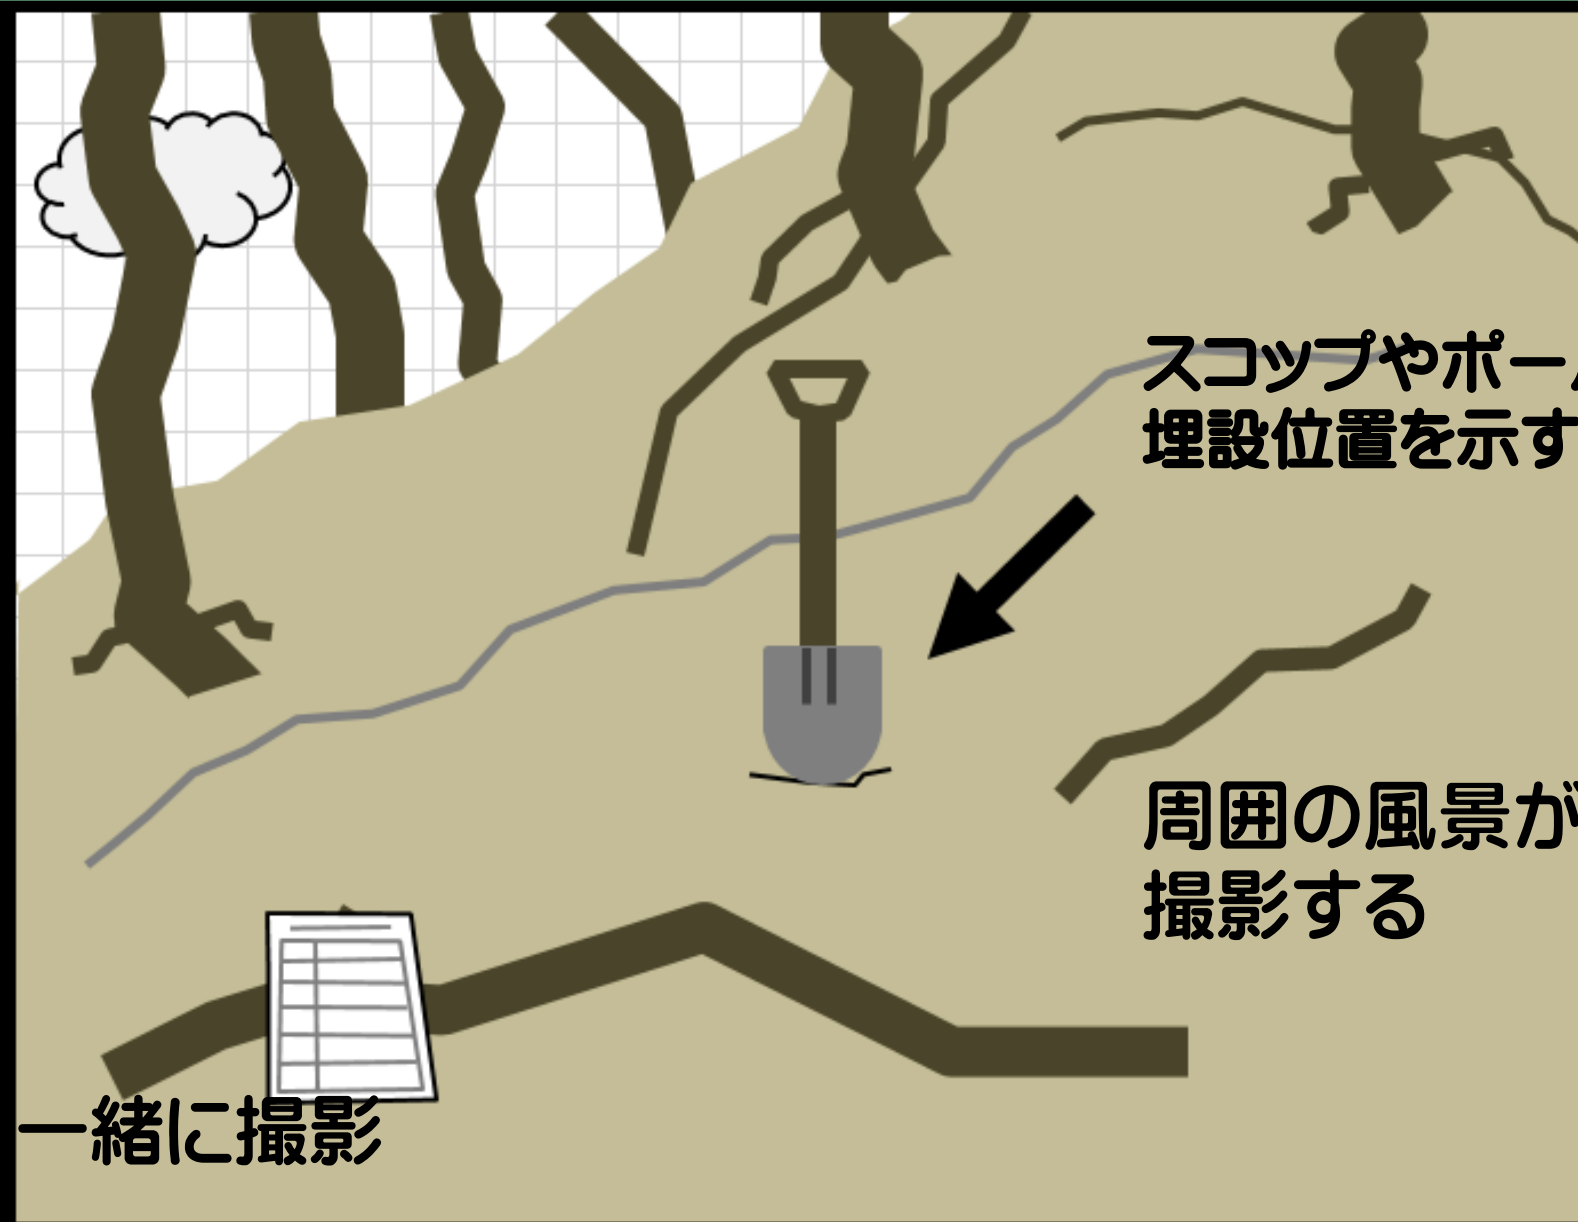 スコップやポー
埋設位置を示す
周囲の風景が
撮影する
一緒に撮影